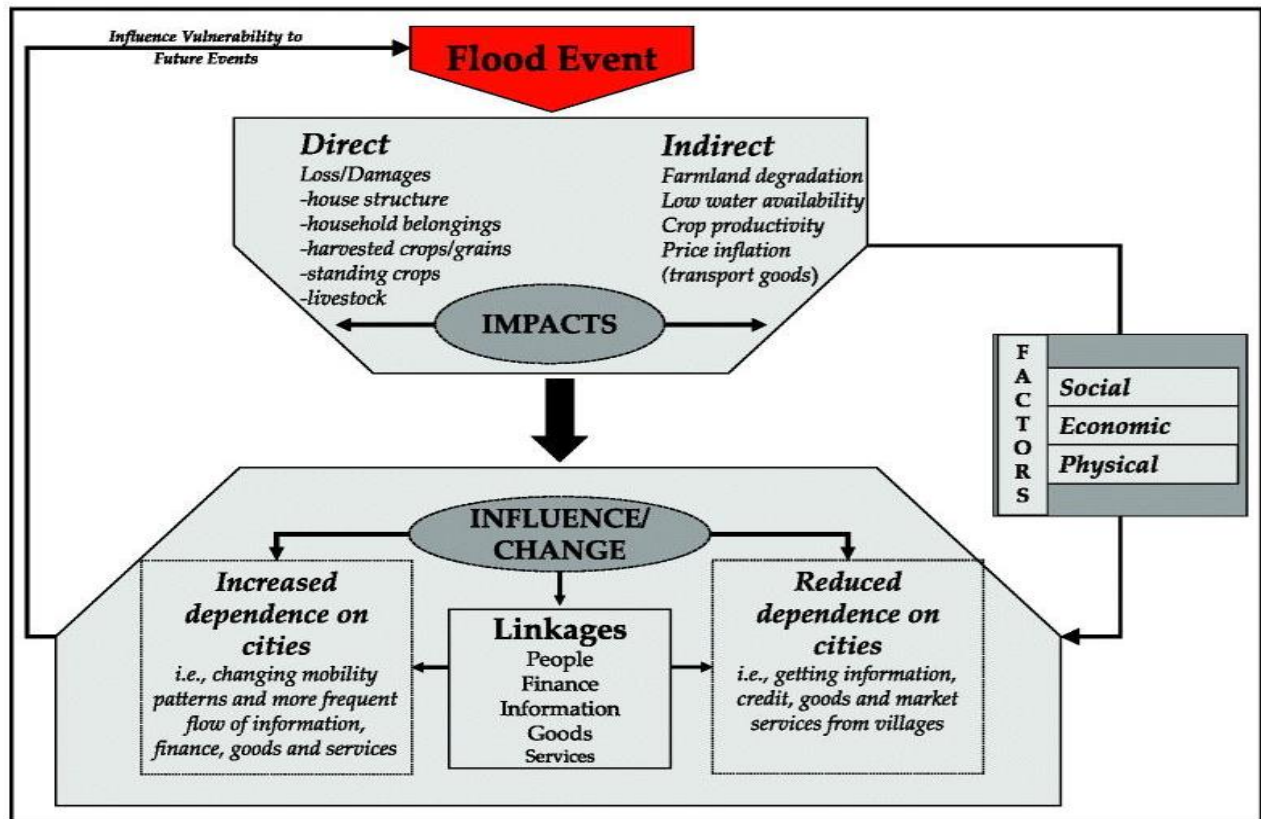 Influence Vulnerability to
Future Events
Flood Event
Direct
Loss/Damages
-house structure
-household belongings
-harvested crops/grains
-standing crops
-livestock
Indirect
Farmland degradation
Low water availability
Crop productivity
Price inflation
(transport goods)
IMPACTS
FACTORS
Social
Economic
Physical
INFLUENCE/
CHANGE
Increased
dependence on
cities
i.e., changing mobility
patterns and more frequent
flow of information,
finance, goods and services
Linkages
People
Finance
Information
Goods
Services
Reduced
dependence on
cities
i.e., getting information,
credit, goods and market
services from villages